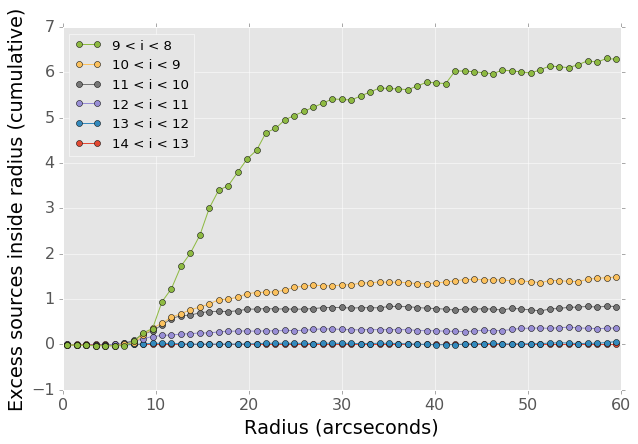 Excess sources inside radius (cumulative)
7
6
5
4
3
2
1
0
−1
9 < i < 8
10 < i < 9
11 < i < 10
12 < i < 11
13 < i < 12
14 < i < 13
0 10 20 30 40 50 60
Radius (arcseconds)